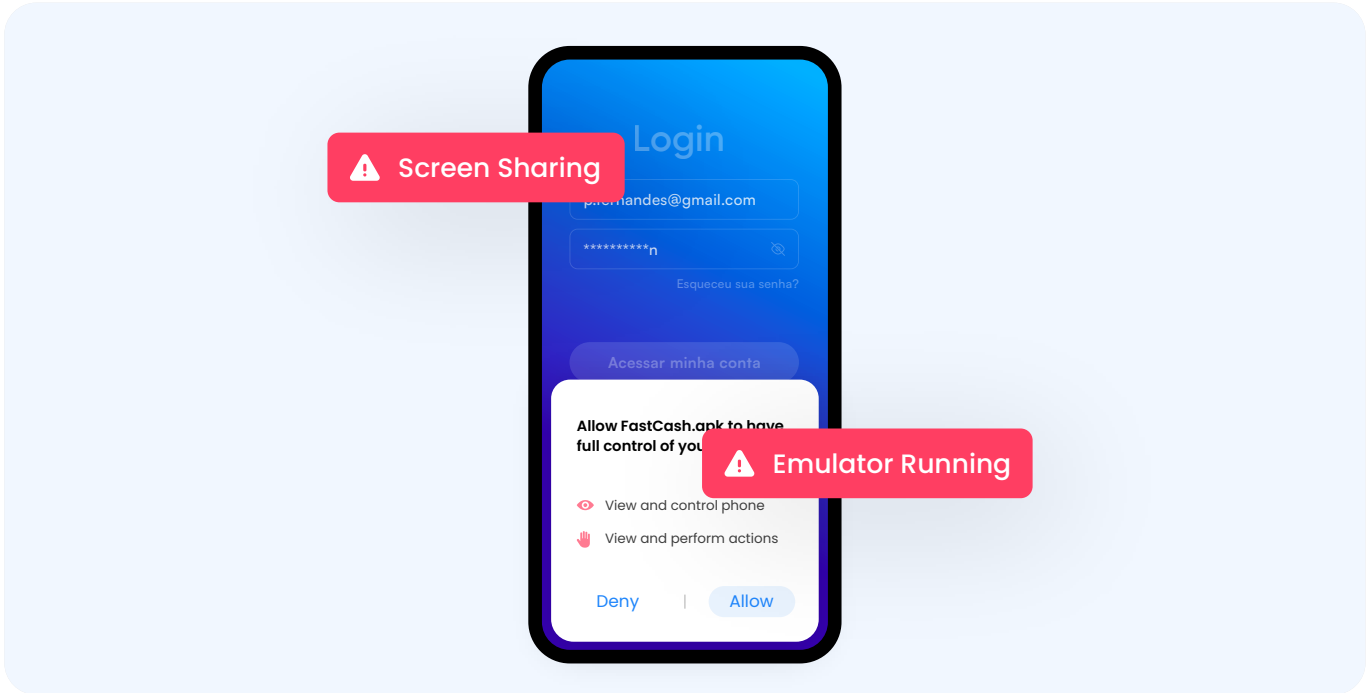 Login
Screen Sharing
p.fernandes@gmail.com
**********n
Esqueceu sua senha?
Acessar minha conta
Allow FastCash.apk to have
full control of you
Emulator Running
View and control phone
View and perform actions
Deny | Allow